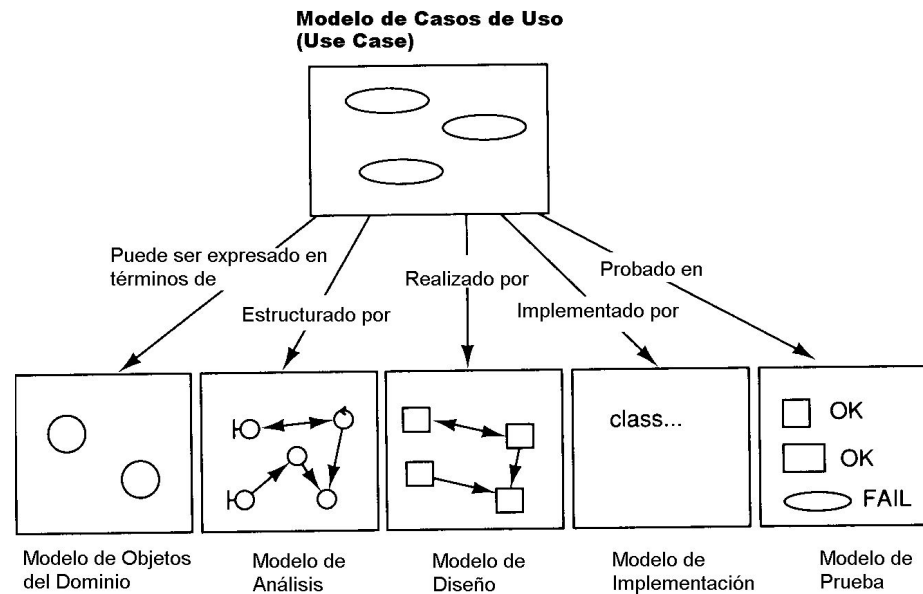 Modelo de Casos de Uso
(Use Case)
Puede ser expresado en
términos de
Estructurado por
Realizado por
Implementado por
Probado en
class...
OK
OK
FAIL
Modelo de Objetos
del Dominio
Modelo de
Análisis
Modelo de
Diseño
Modelo de
Implementación
Modelo de
Prueba